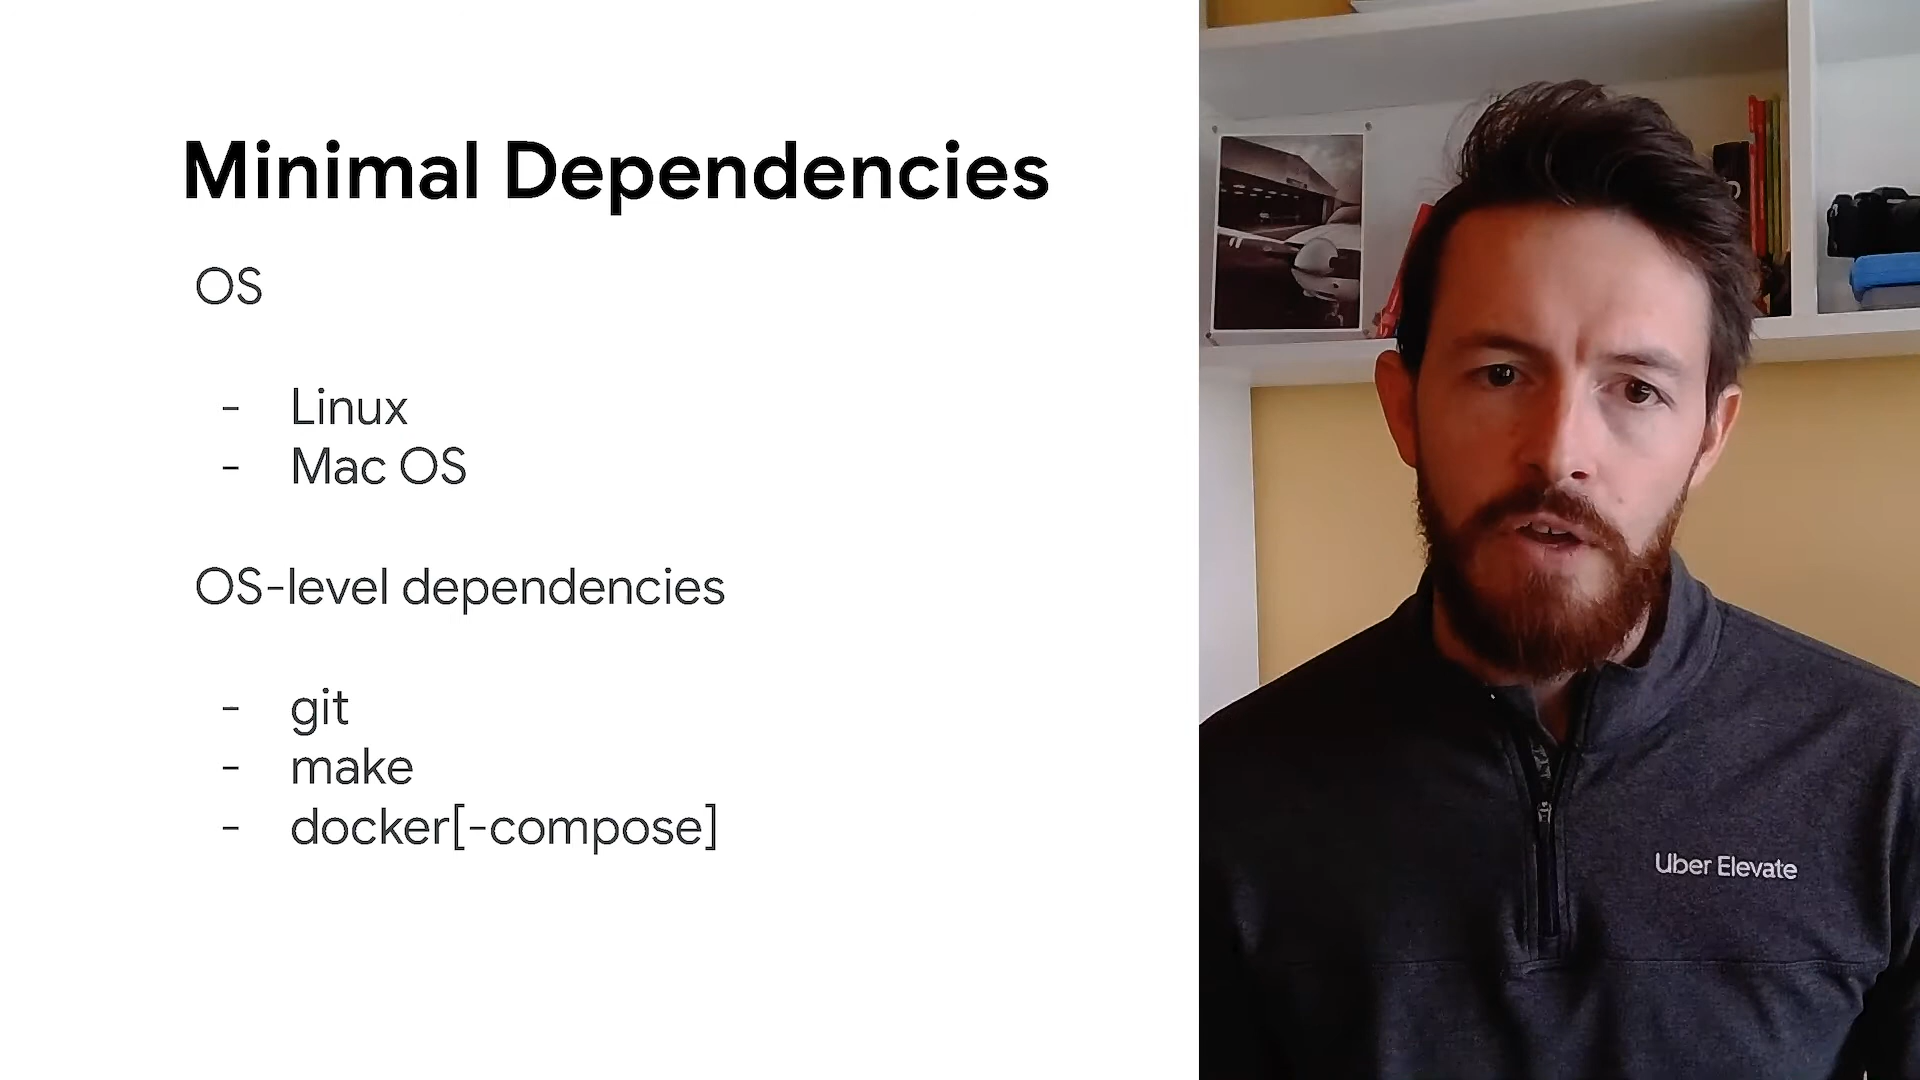 Minimal Dependencies
OS
- Linux
- Mac OS
OS-level dependencies
- git
- make
- docker[-compose]
Uber Elevate